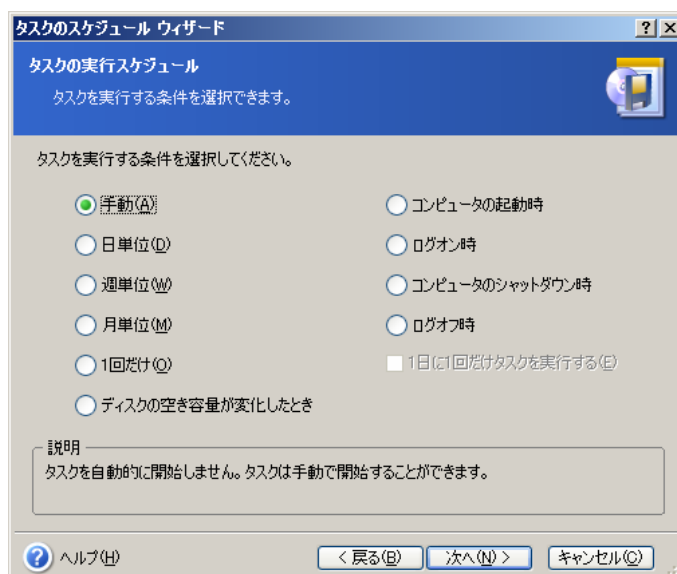 タスクのスケジュール ウィザード
タスクの実行スケジュール
タスクを実行する条件を選択できます。
タスクを実行する条件を選択してください。
手動(A)
日単位(D)
週単位(W)
月単位(M)
1回だけ(O)
ディスクの空き容量が変化したとき
コンピュータの起動時
ログオン時
コンピュータのシャットダウン時
ログオフ時
1日に1回だけタスクを実行する(E)
説明
タスクを自動的に開始しません。タスクは手動で開始することができます。
ヘルプ(H)
< 戻る(B)
次へ(N) >
キャンセル(C)